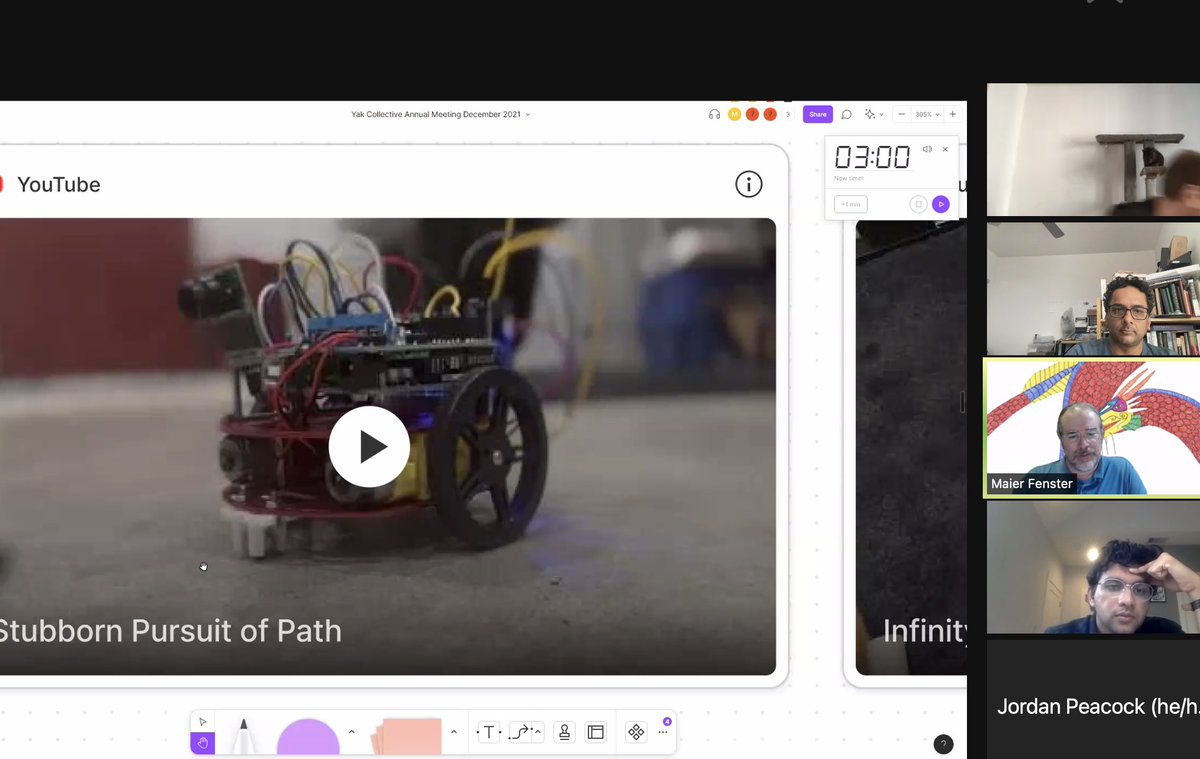 Yak Collective Annual Meeting December 2021
M
?
?
3
Share
305%
YouTube
03:00
New timer
+1 min
Stubborn Pursuit of Path
Infinity
T
4
?
Maier Fenster
Jordan Peacock (he/h.